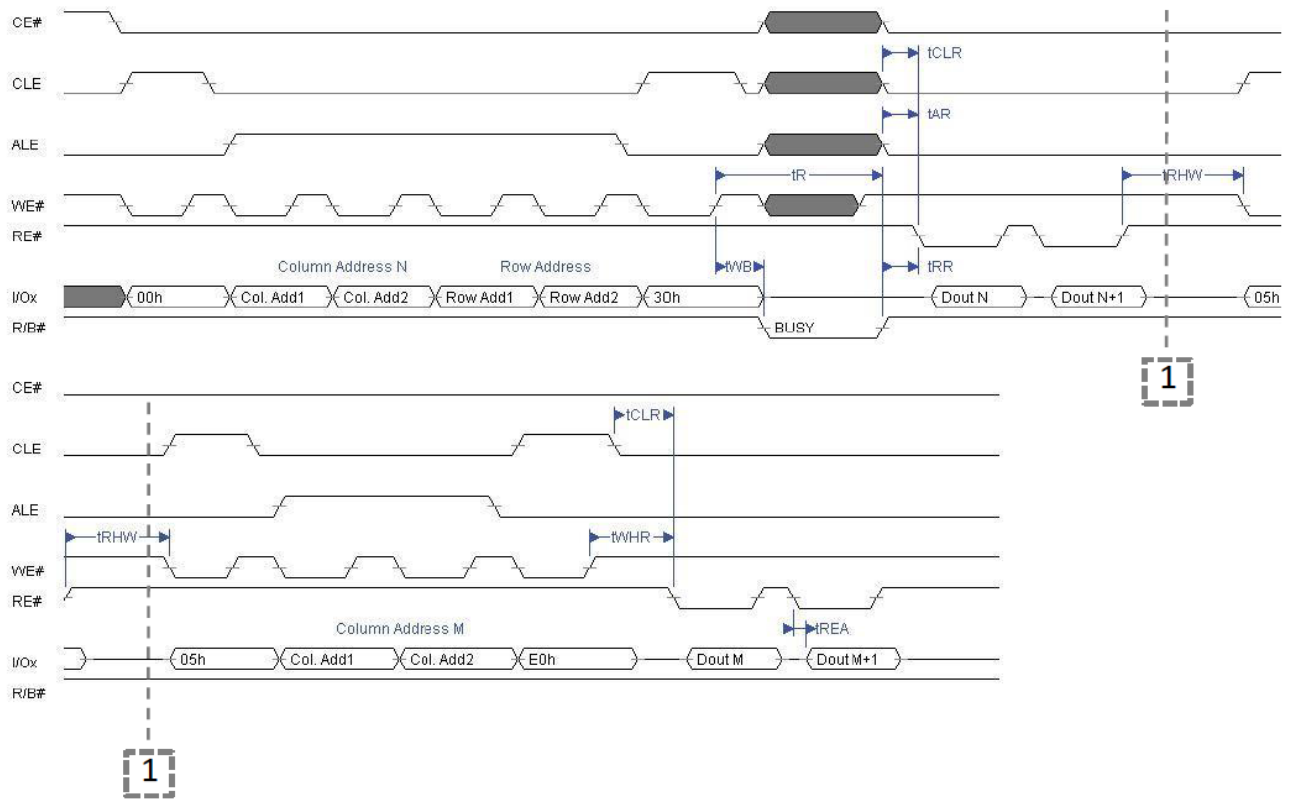 CE#
tCLR
CLE
tAR
ALE
tR
tRHW
WE#
RE#
Column Address N Row Address tWB tRR
I/Ox 00h Col. Add1 Col. Add2 Row Add1 Row Add2 30h Dout N Dout N+1 05h
R/B# BUSY
1
CE#
tCLR
CLE
ALE
tRHW tWHR
WE#
RE#
Column Address M tREA
I/Ox 05h Col. Add1 Col. Add2 E0h Dout M Dout M+1
R/B#
1